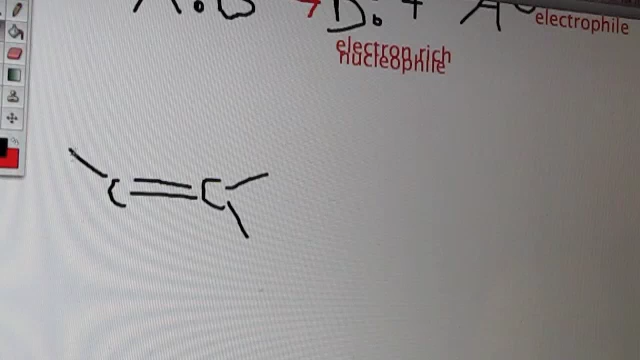 A:B → B: + A electrophile
electron rich
nucleophile
C=C